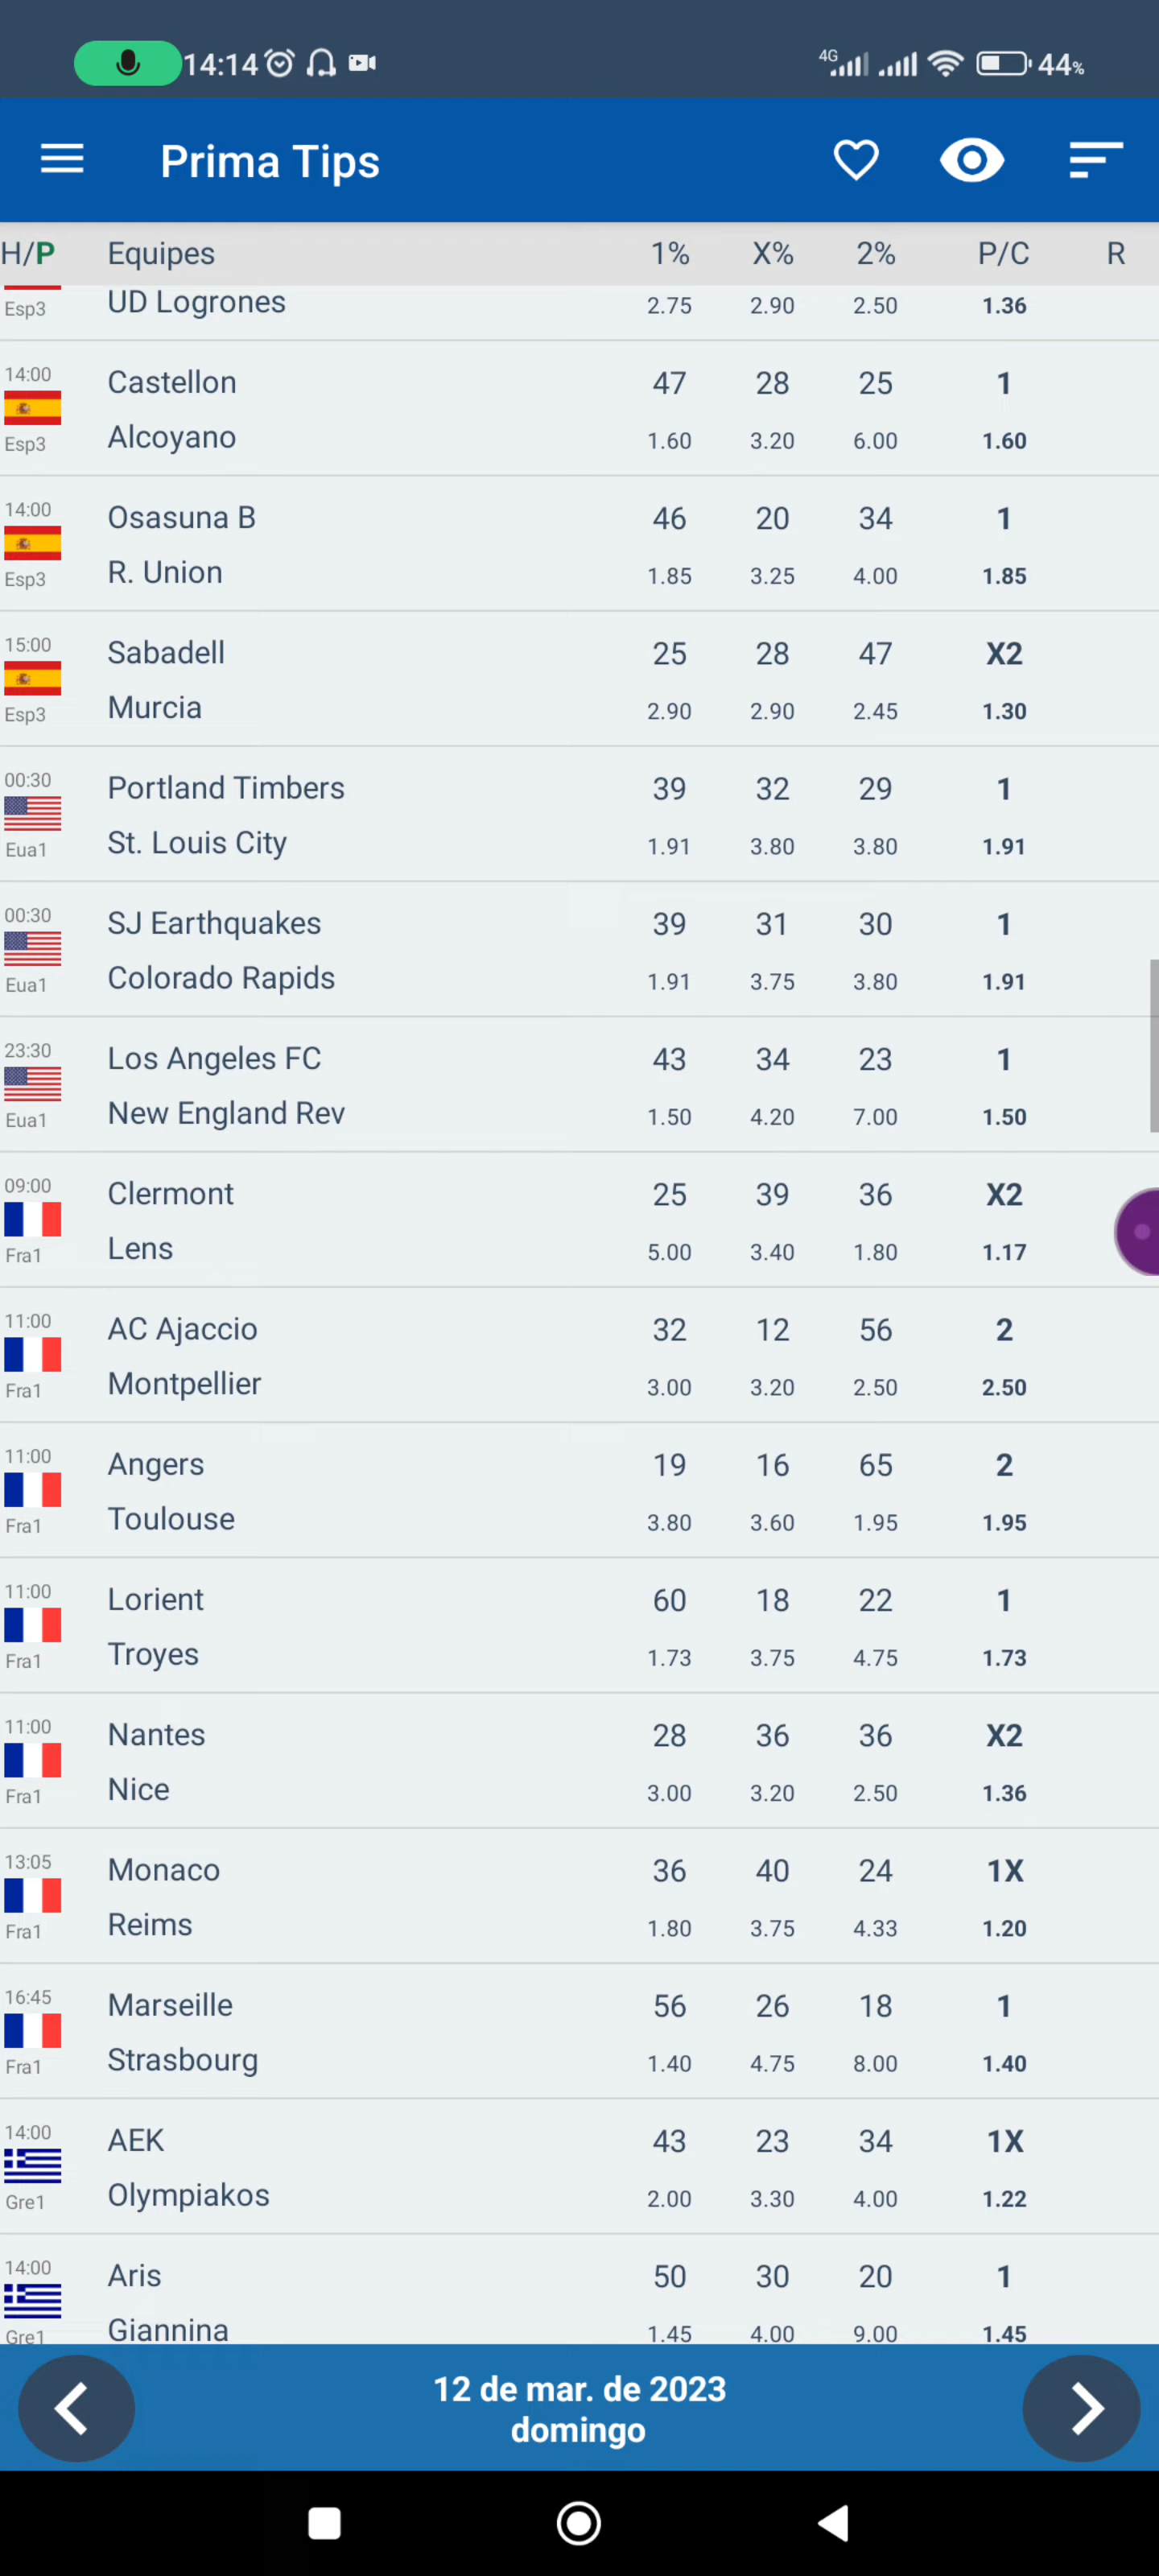 14:14 4G 44%
Prima Tips
H/P Equipes 1% X% 2% P/C R
Esp3 UD Logrones 2.75 2.90 2.50 1.36
14:00 Castellon 47 28 25 1
Esp3 Alcoyano 1.60 3.20 6.00 1.60
14:00 Osasuna B 46 20 34 1
Esp3 R. Union 1.85 3.25 4.00 1.85
15:00 Sabadell 25 28 47 X2
Esp3 Murcia 2.90 2.90 2.45 1.30
00:30 Portland Timbers 39 32 29 1
Eua1 St. Louis City 1.91 3.80 3.80 1.91
00:30 SJ Earthquakes 39 31 30 1
Eua1 Colorado Rapids 1.91 3.75 3.80 1.91
23:30 Los Angeles FC 43 34 23 1
Eua1 New England Rev 1.50 4.20 7.00 1.50
09:00 Clermont 25 39 36 X2
Fra1 Lens 5.00 3.40 1.80 1.17
11:00 AC Ajaccio 32 12 56 2
Fra1 Montpellier 3.00 3.20 2.50 2.50
11:00 Angers 19 16 65 2
Fra1 Toulouse 3.80 3.60 1.95 1.95
11:00 Lorient 60 18 22 1
Fra1 Troyes 1.73 3.75 4.75 1.73
11:00 Nantes 28 36 36 X2
Fra1 Nice 3.00 3.20 2.50 1.36
13:05 Monaco 36 40 24 1X
Fra1 Reims 1.80 3.75 4.33 1.20
16:45 Marseille 56 26 18 1
Fra1 Strasbourg 1.40 4.75 8.00 1.40
14:00 AEK 43 23 34 1X
Gre1 Olympiakos 2.00 3.30 4.00 1.22
14:00 Aris 50 30 20 1
Gre1 Giannina 1.45 4.00 9.00 1.45
12 de mar. de 2023
domingo